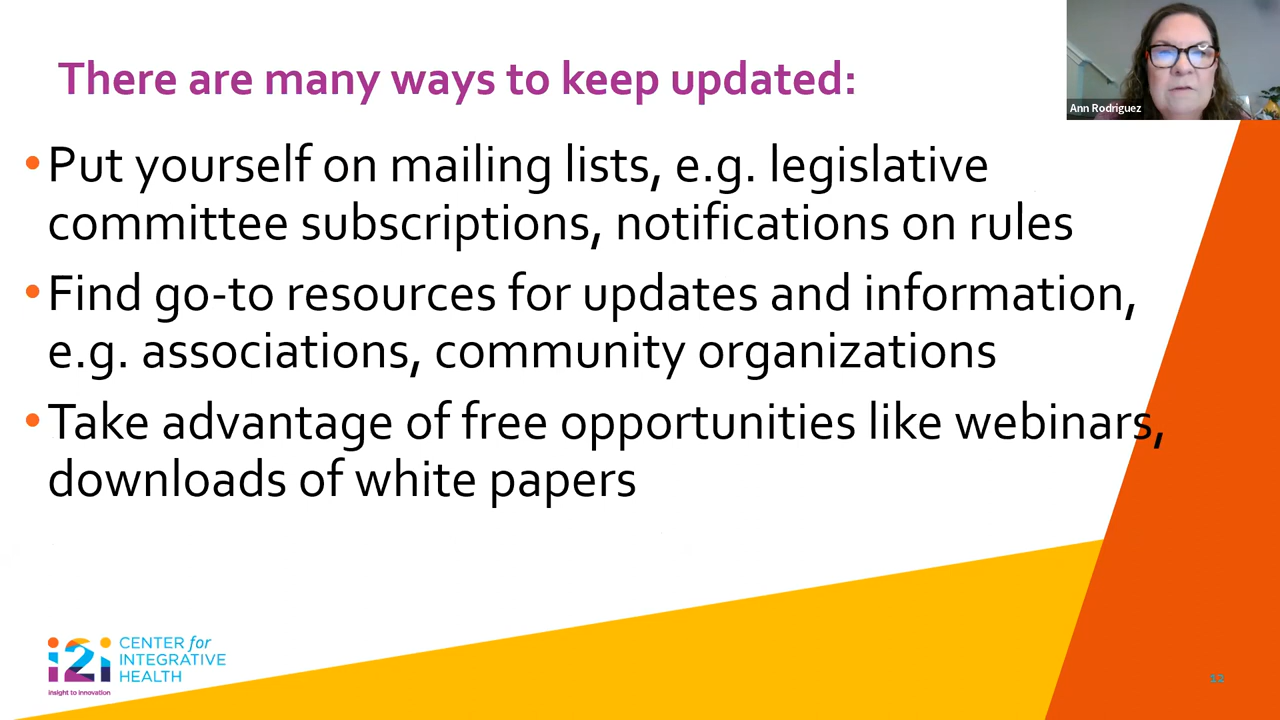 There are many ways to keep updated:
Ann Rodriguez
•Put yourself on mailing lists, e.g. legislative
committee subscriptions, notifications on rules
•Find go-to resources for updates and information,
e.g. associations, community organizations
•Take advantage of free opportunities like webinars,
downloads of white papers
i2i
insight to innovation
CENTER for
INTEGRATIVE
HEALTH
12